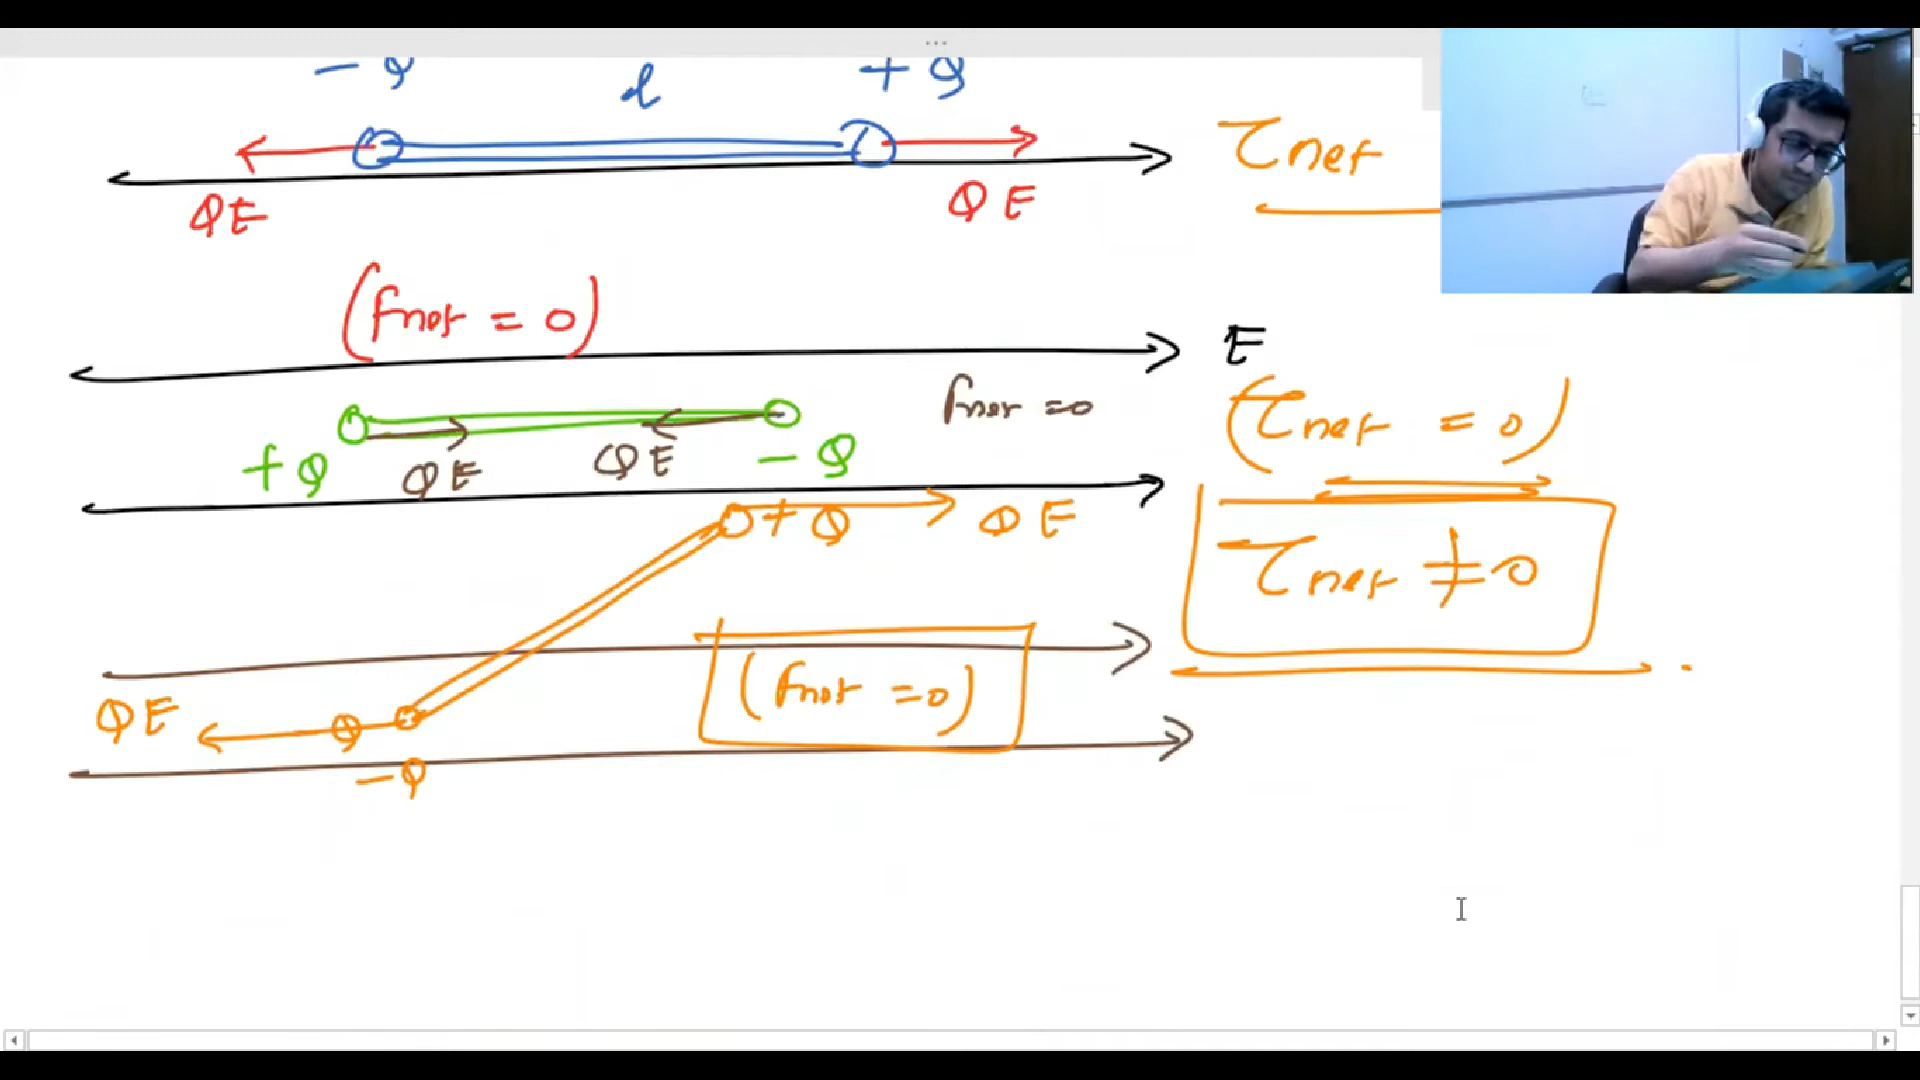 - Q d + Q
τnet
QE QE
(Fnet = 0)
E
Fnet = 0
(τnet = 0)
+ Q QE QE - Q
+ Q QE
τnet ≠ 0
(Fnet = 0)
QE
- Q